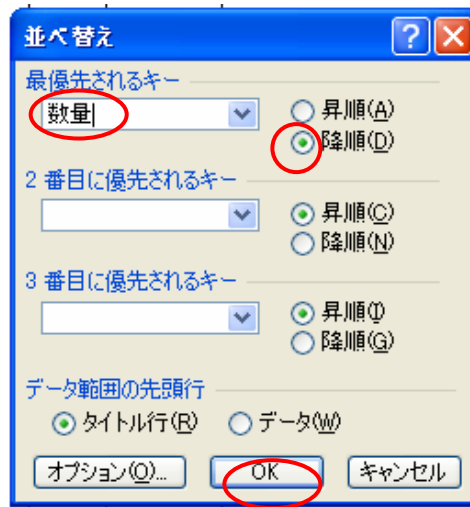 並べ替え
最優先されるキー
数量 昇順(A)
降順(D)
2 番目に優先されるキー
昇順(C)
降順(N)
3 番目に優先されるキー
昇順(I)
降順(G)
データ範囲の先頭行
タイトル行(R) データ(W)
オプション(O)... OK キャンセル